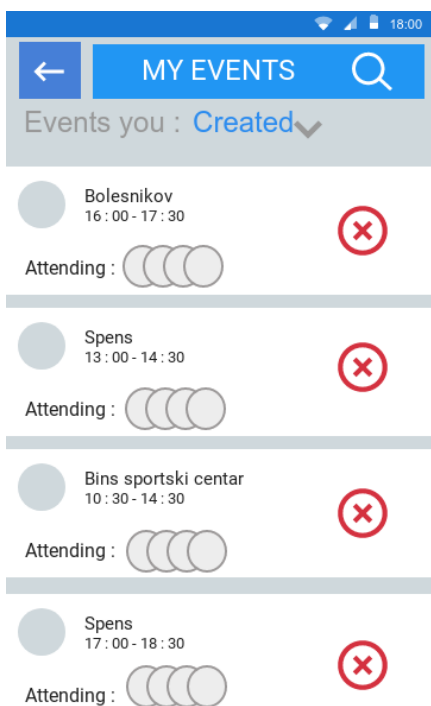 18:00
MY EVENTS
Events you : Created
Bolesnikov
16 : 00 - 17 : 30
Attending :
Spens
13 : 00 - 14 : 30
Attending :
Bins sportski centar
10 : 30 - 14 : 30
Attending :
Spens
17 : 00 - 18 : 30
Attending :